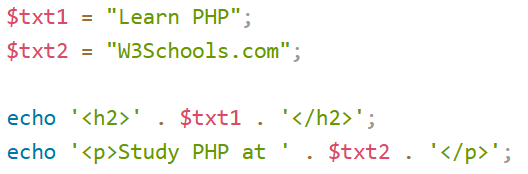 $txt1 = "Learn PHP";
$txt2 = "W3Schools.com";
echo '<h2>' . $txt1 . '</h2>';
echo '<p>Study PHP at ' . $txt2 . '</p>';